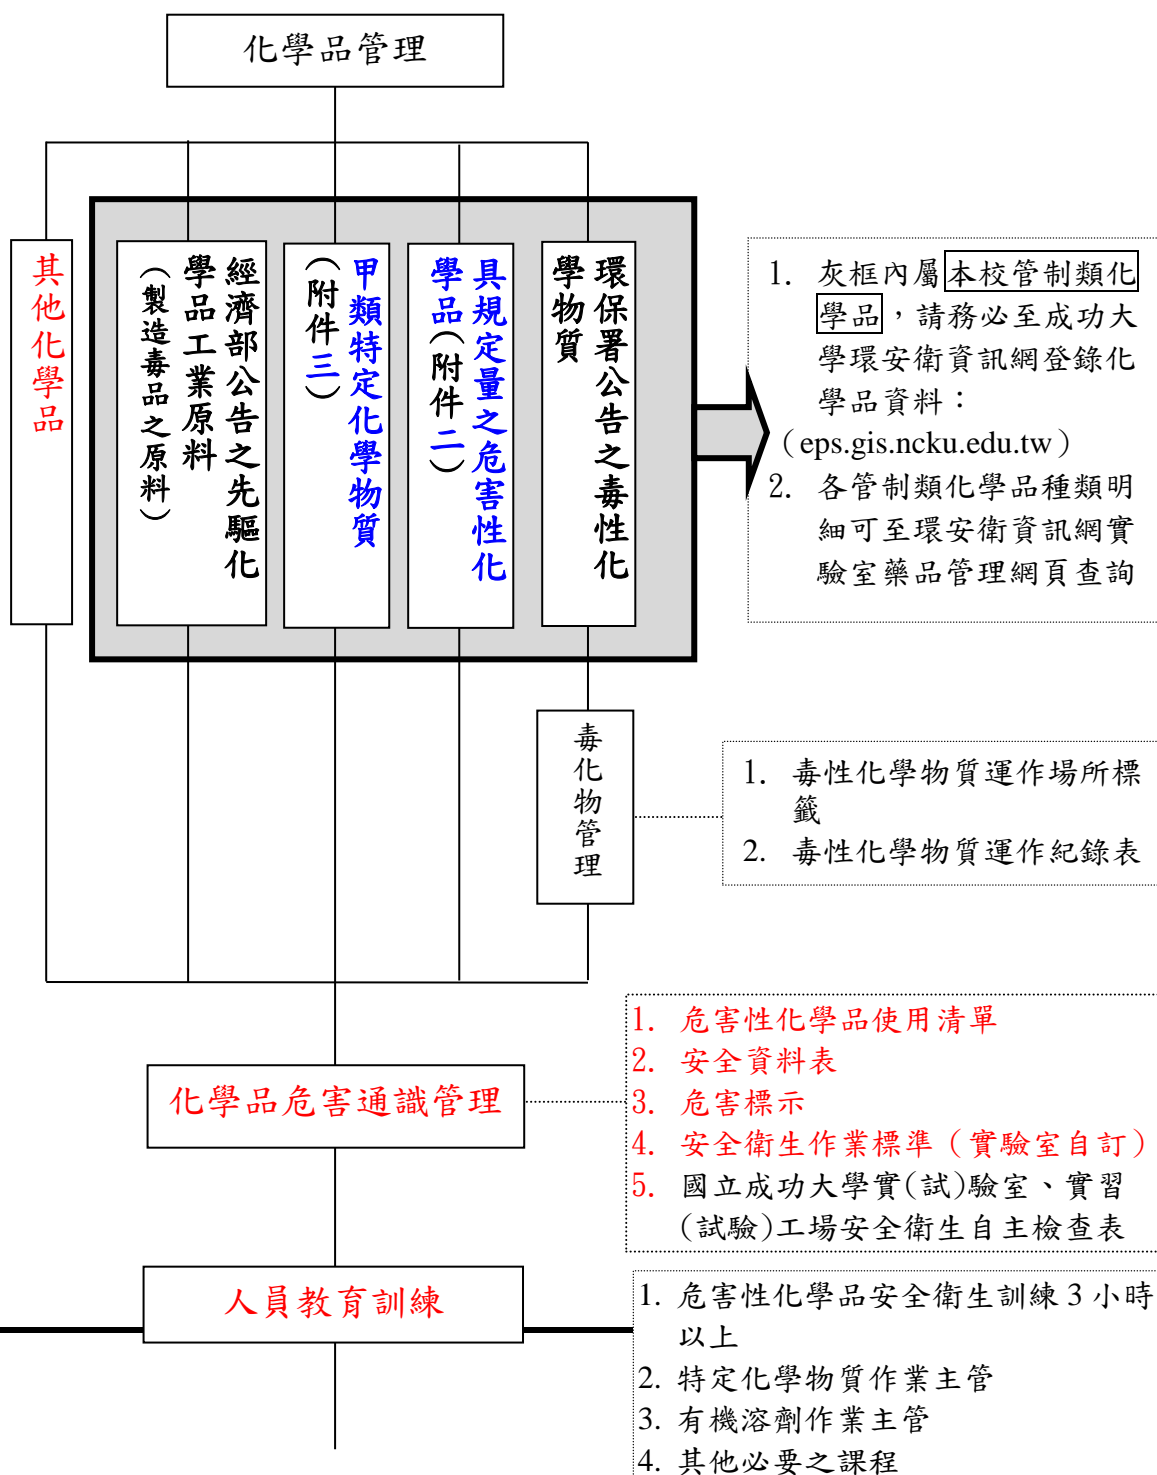 化學品管理
其他化學品
經濟部公告之先驅化
學品工業原料
（製造毒品之原料）
甲類特定化學物質
（附件三）
具規定量之危害性化
學品（附件二）
環保署公告之毒性化
學物質
1. 灰框內屬本校管制類化
學品，請務必至成功大
學環安衛資訊網登錄化
學品資料：
（eps.gis.ncku.edu.tw）
2. 各管制類化學品種類明
細可至環安衛資訊網實
驗室藥品管理網頁查詢
毒化物管理
1. 毒性化學物質運作場所標
籤
2. 毒性化學物質運作紀錄表
化學品危害通識管理
1. 危害性化學品使用清單
2. 安全資料表
3. 危害標示
4. 安全衛生作業標準（實驗室自訂）
5. 國立成功大學實(試)驗室、實習
(試驗)工場安全衛生自主檢查表
人員教育訓練
1. 危害性化學品安全衛生訓練 3 小時
以上
2. 特定化學物質作業主管
3. 有機溶劑作業主管
4. 其他必要之課程